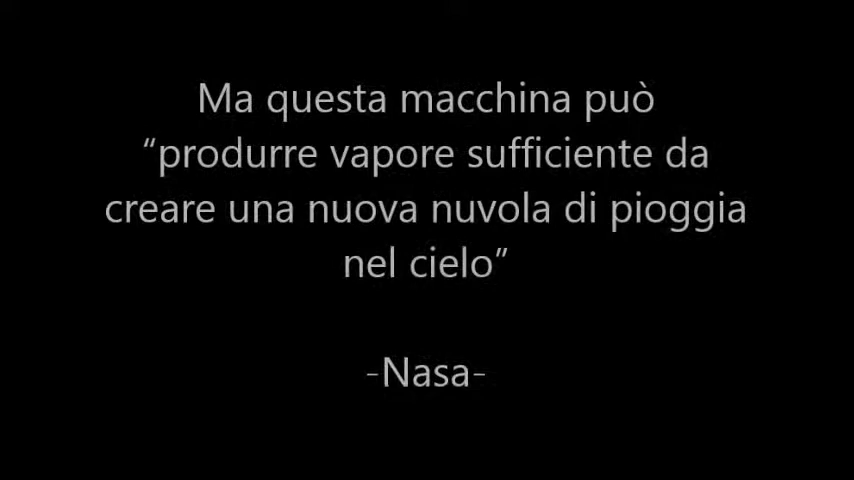 Ma questa macchina può
“produrre vapore sufficiente da
creare una nuova nuvola di pioggia
nel cielo”
-Nasa-